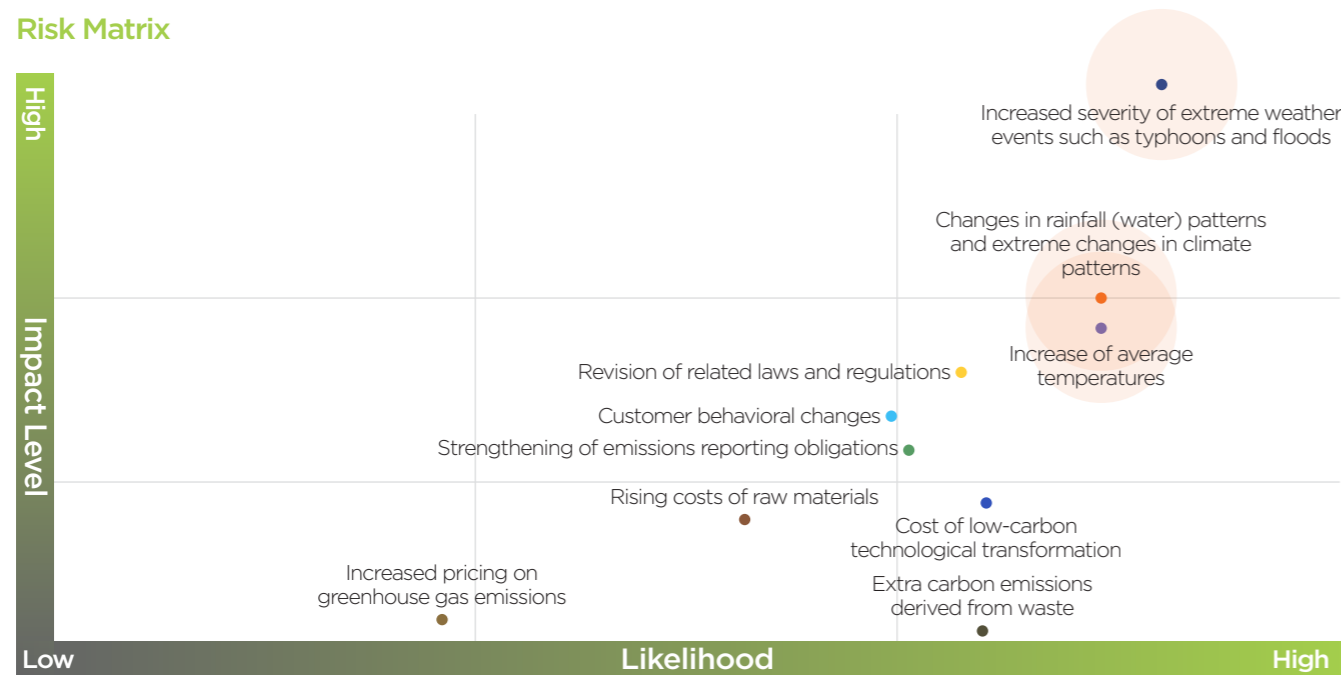 Risk Matrix
High
Increased severity of extreme weather
events such as typhoons and floods
Changes in rainfall (water) patterns
and extreme changes in climate
patterns
Impact Level
Increase of average
temperatures
Revision of related laws and regulations
Customer behavioral changes
Strengthening of emissions reporting obligations
Rising costs of raw materials
Cost of low-carbon
technological transformation
Increased pricing on
greenhouse gas emissions
Extra carbon emissions
derived from waste
Low
Likelihood
High